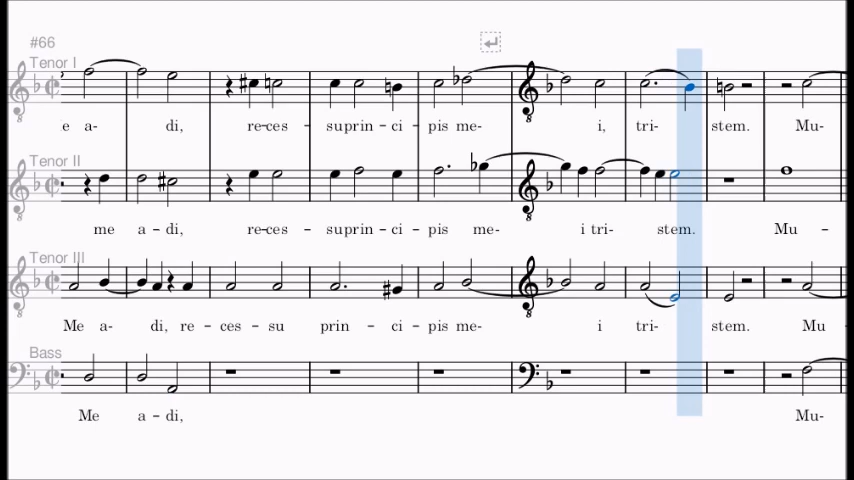 #66
Tenor I
e a- di, re-ces - suprin - ci- pis me- i, tri- stem. Mu-
Tenor II
me a - di, re-ces - suprin - ci- pis me- i tri- stem. Mu -
Tenor III
Me a- di, re - ces - su prin - ci - pis me- i tri- stem. Mu -
Bass
Me a - di, Mu-